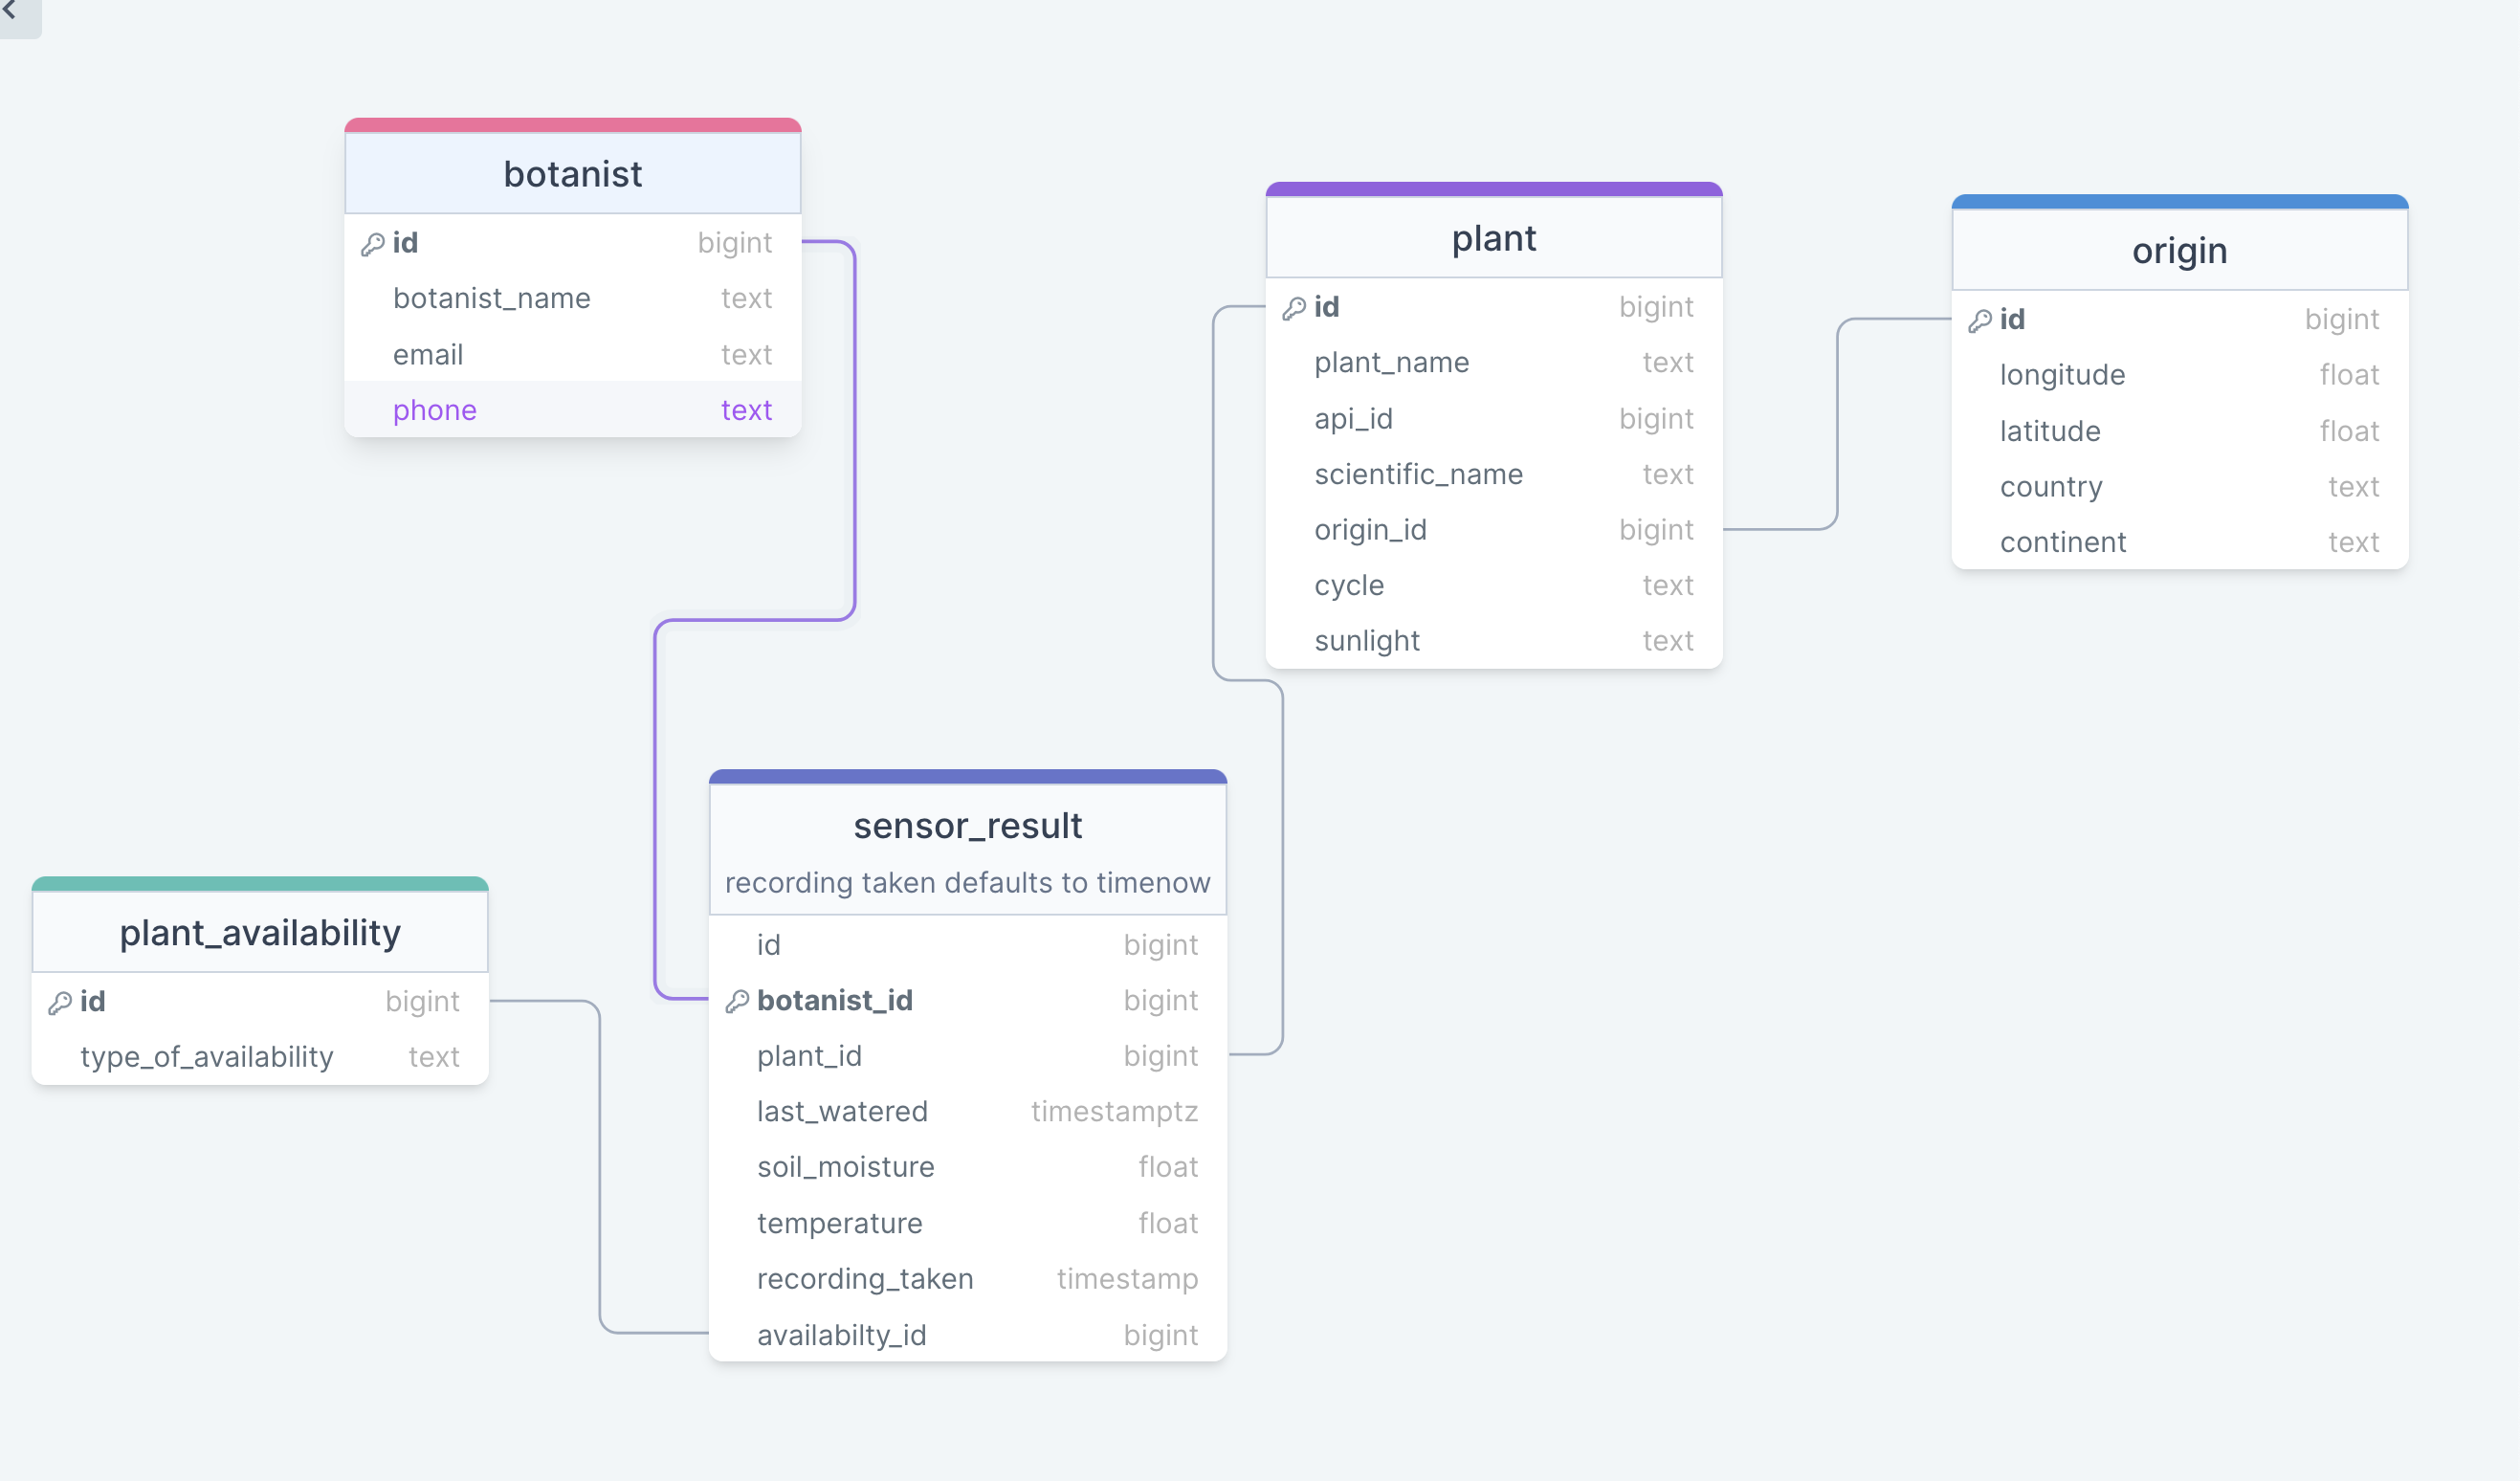 botanist
id bigint
botanist_name text
email text
phone text
plant
id bigint
plant_name text
api_id bigint
scientific_name text
origin_id bigint
cycle text
sunlight text
origin
id bigint
longitude float
latitude float
country text
continent text
sensor_result
recording taken defaults to timenow
id bigint
botanist_id bigint
plant_id bigint
last_watered timestamptz
soil_moisture float
temperature float
recording_taken timestamp
availabilty_id bigint
plant_availability
id bigint
type_of_availability text